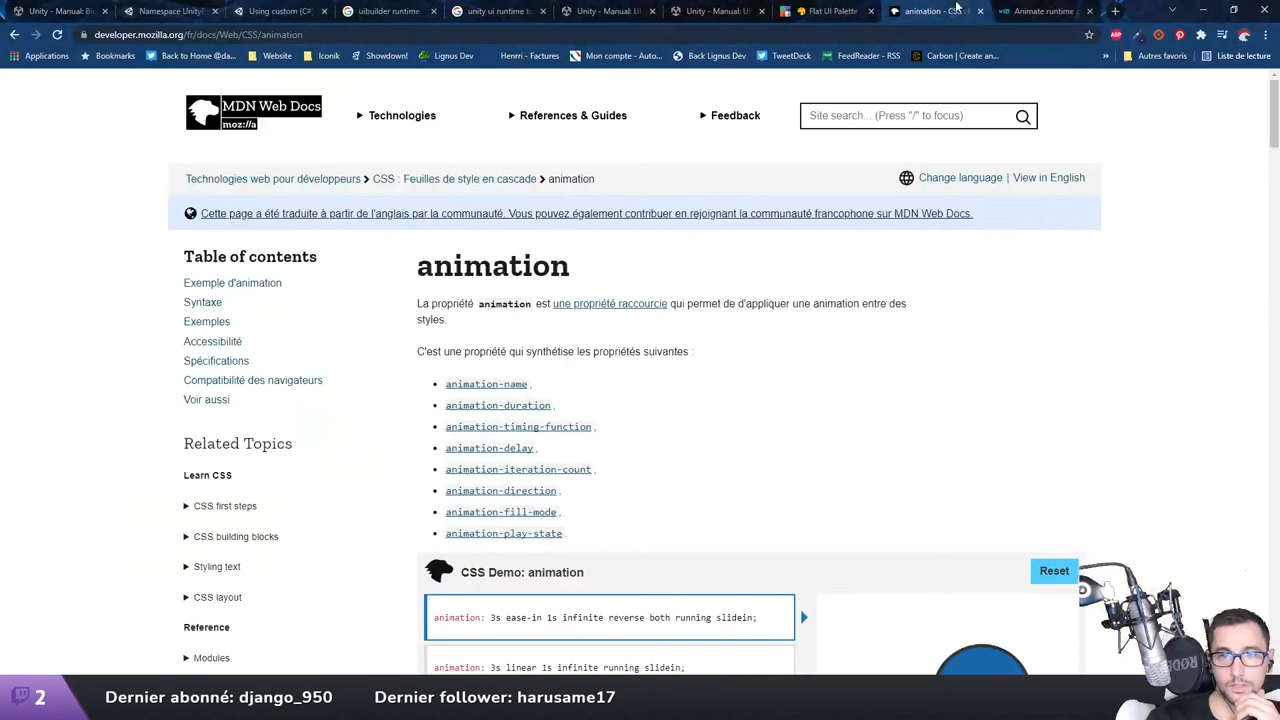 Unity - Manual: Bu
Namespace UnityE
Using custom (C#)
uibuilder runtime
unity ui runtime to
Unity - Manual: UI
Unity - Manual: UI
Flat UI Palette
animation - CSS
Animate runtime
developer.mozilla.org/fr/docs/Web/CSS/animation
Applications
Bookmarks
Back to Home @da...
Website
Iconik
Showdown!
Lignus Dev
Henrri - Factures
Mon compte - Auto...
Back Home @ Lignus
TweetDeck
FeedReader - RSS
Carbon | Create an...
Autres favoris
Liste de lecture
MDN Web Docs
moz://a
Technologies
References & Guides
Feedback
Site search... (Press "/" to focus)
Technologies web pour développeurs > CSS : Feuilles de style en cascade > animation
Change language | View in English
Cette page a été traduite à partir de l'anglais par la communauté. Vous pouvez également contribuer en rejoignant la communauté francophone sur MDN Web Docs.
Table of contents
Exemple d'animation
Syntaxe
Exemples
Accessibilité
Spécifications
Compatibilité des navigateurs
Voir aussi
Related Topics
Learn CSS
CSS first steps
CSS building blocks
Styling text
CSS layout
Reference
Modules
animation
La propriété animation est une propriété raccourcie qui permet de d'appliquer une animation entre des
styles.
C'est une propriété qui synthétise les propriétés suivantes :
animation-name,
animation-duration,
animation-timing-function,
animation-delay,
animation-iteration-count,
animation-direction,
animation-fill-mode,
animation-play-state.
CSS Demo: animation
Reset
animation: 3s ease-in 1s infinite reverse both running slidein;
animation: 3s linear 1s infinite running slidein;
RODE
2
Dernier abonné: django_950
Dernier follower: harusame17